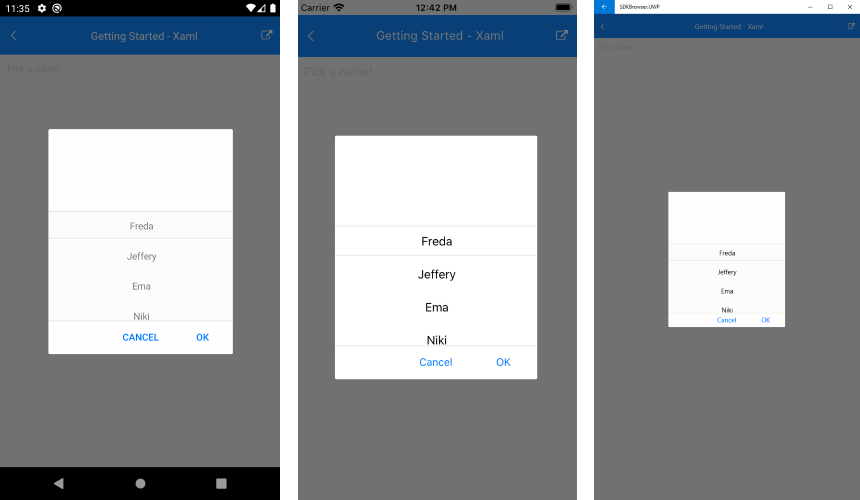 11:35
Getting Started - Xaml
Pick a name!
Freda
Jeffery
Ema
Niki
CANCEL OK
Carrier 12:42 PM
Getting Started - Xaml
Pick a name!
Freda
Jeffery
Ema
Niki
Cancel OK
SDKBrowser.UWP
Getting Started - Xaml
Pick a name!
Freda
Jeffery
Ema
Niki
Cancel OK